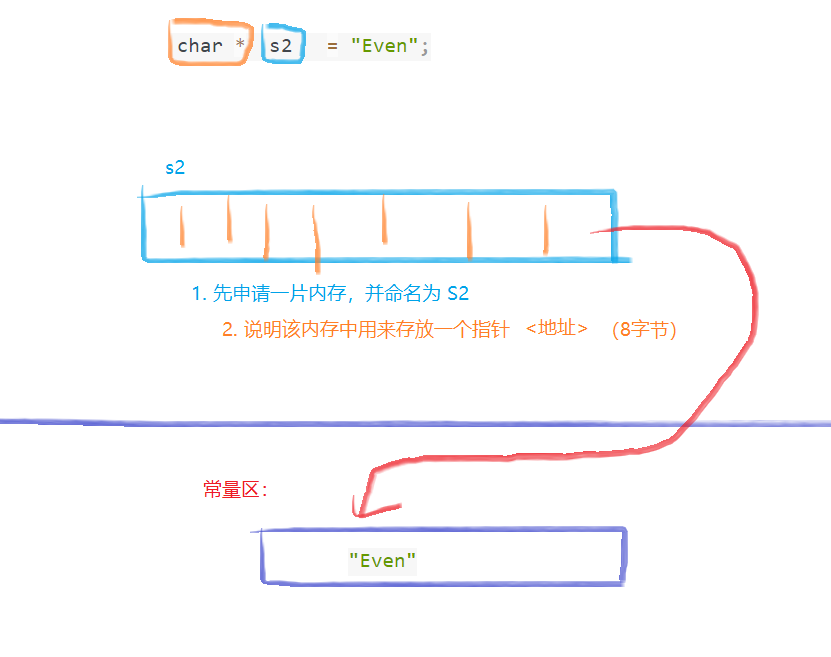 char * s2 = "Even";
s2
1. 先申请一片内存，并命名为 S2
2. 说明该内存中用来存放一个指针 <地址> （8字节）
常量区：
"Even"